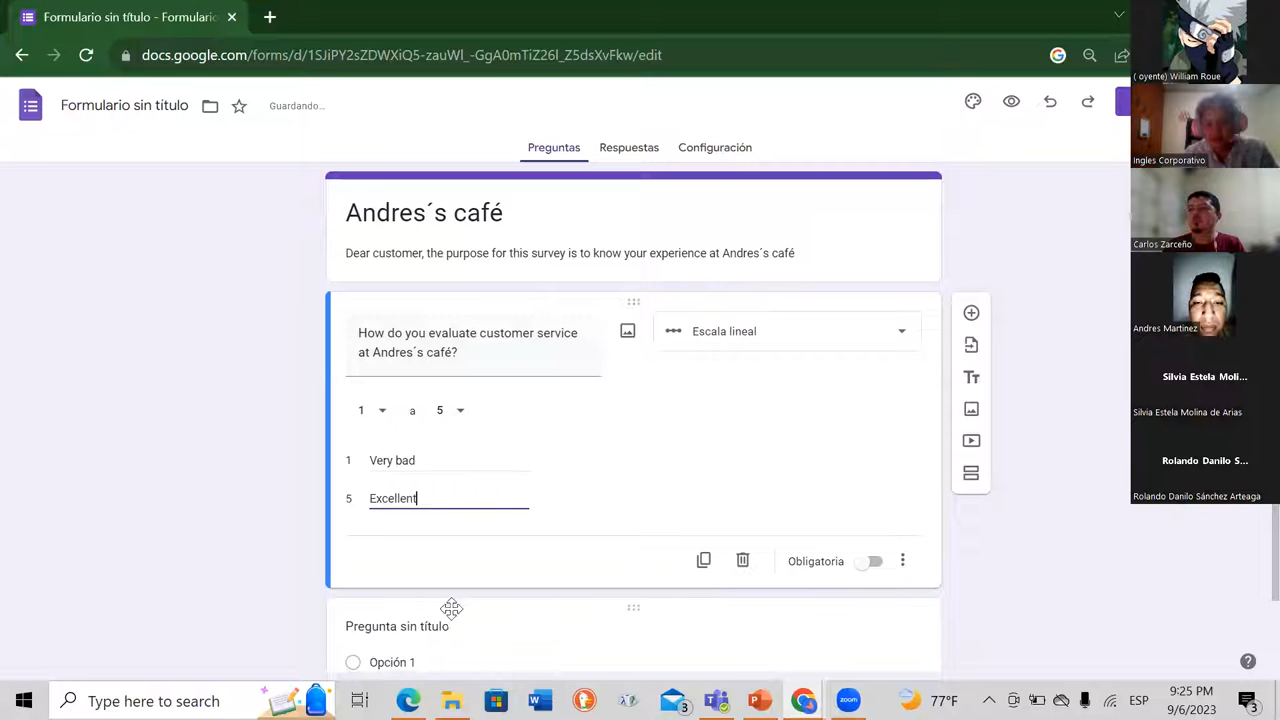 Formulario sin título - Formulario
docs.google.com/forms/d/1SJiPY2sZDWXiQ5-zauWl_-GgA0mTiZ26l_Z5dsXvFkw/edit
Formulario sin título
Guardando...
Preguntas
Respuestas
Configuración
Andres´s café
Dear customer, the purpose for this survey is to know your experience at Andres´s café
How do you evaluate customer service
at Andres´s café?
Escala lineal
1 a 5
1 Very bad
5 Excellent
Obligatoria
Pregunta sin título
Opción 1
( oyente) William Roue
Ingles Corporativo
Carlos Zarceño
Andres Martinez
Silvia Estela Moli...
Silvia Estela Molina de Arias
Rolando Danilo S...
Rolando Danilo Sánchez Arteaga
Type here to search
3
zoom
77°F
ESP
9:25 PM
9/6/2023
3